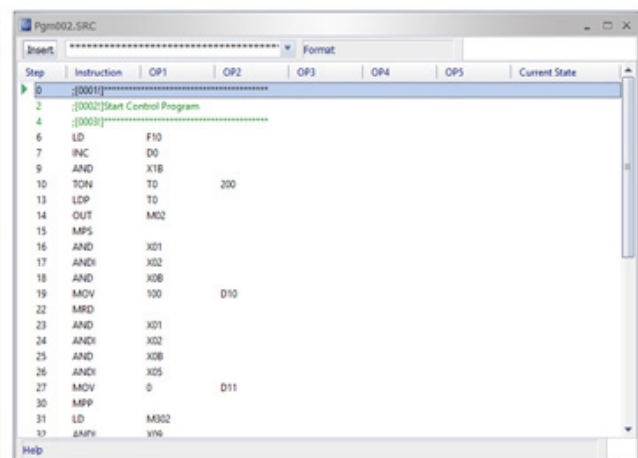 Pgm002.SRC
Insert ****************************************** Format
Step Instruction OP1 OP2 OP3 OP4 OP5 Current State
0 ;[0001!]******************************************
2 ;[0002!]Start Control Program
4 ;[0003!]******************************************
6 LD F10
7 INC D0
9 AND X1B
10 TON T0 200
13 LDP T0
14 OUT M02
15 MPS
16 AND X01
17 ANDI X02
18 AND X0B
19 MOV 100 D10
22 MRD
23 AND X01
24 ANDI X02
25 AND X0B
26 ANDI X05
27 MOV 0 D11
30 MPP
31 LD M302
32 ANDI X09
Help